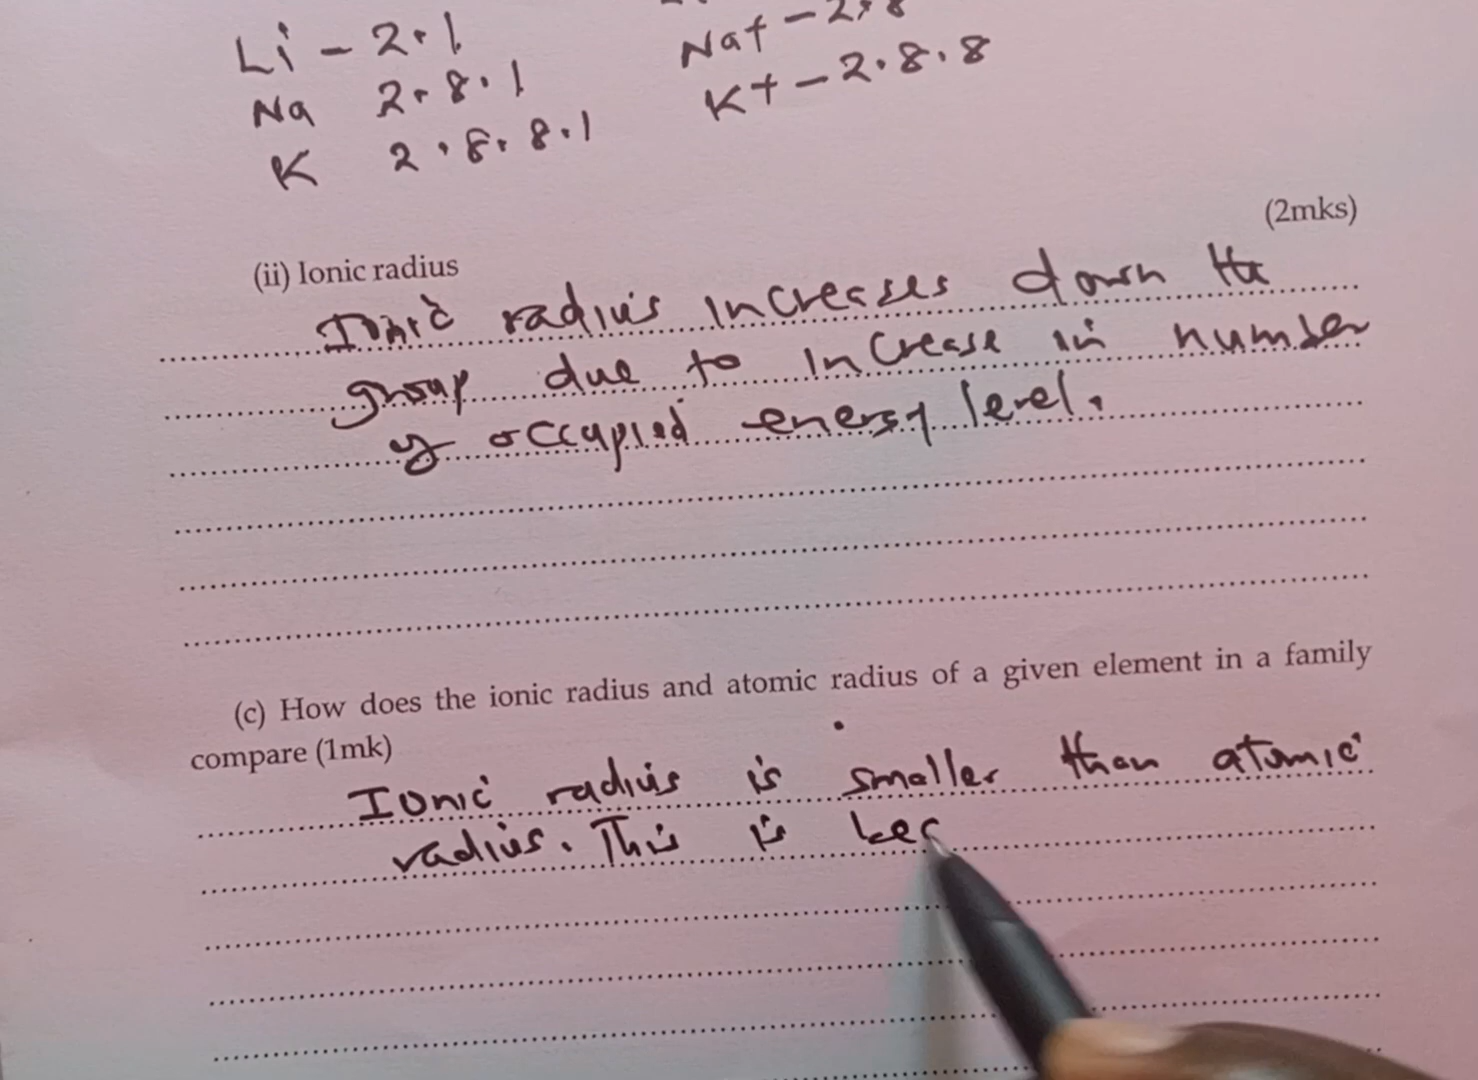 Li - 2.1
Na+ - 2.8
Na 2.8.1
K+ - 2.8.8
K 2.8.8.1
(2mks)
(ii) Ionic radius
Ionic radius increases down the
group due to increase in number
of occupied energy level.
(c) How does the ionic radius and atomic radius of a given element in a family
compare (1mk)
Ionic radius is smaller than atomic
radius. This is bec